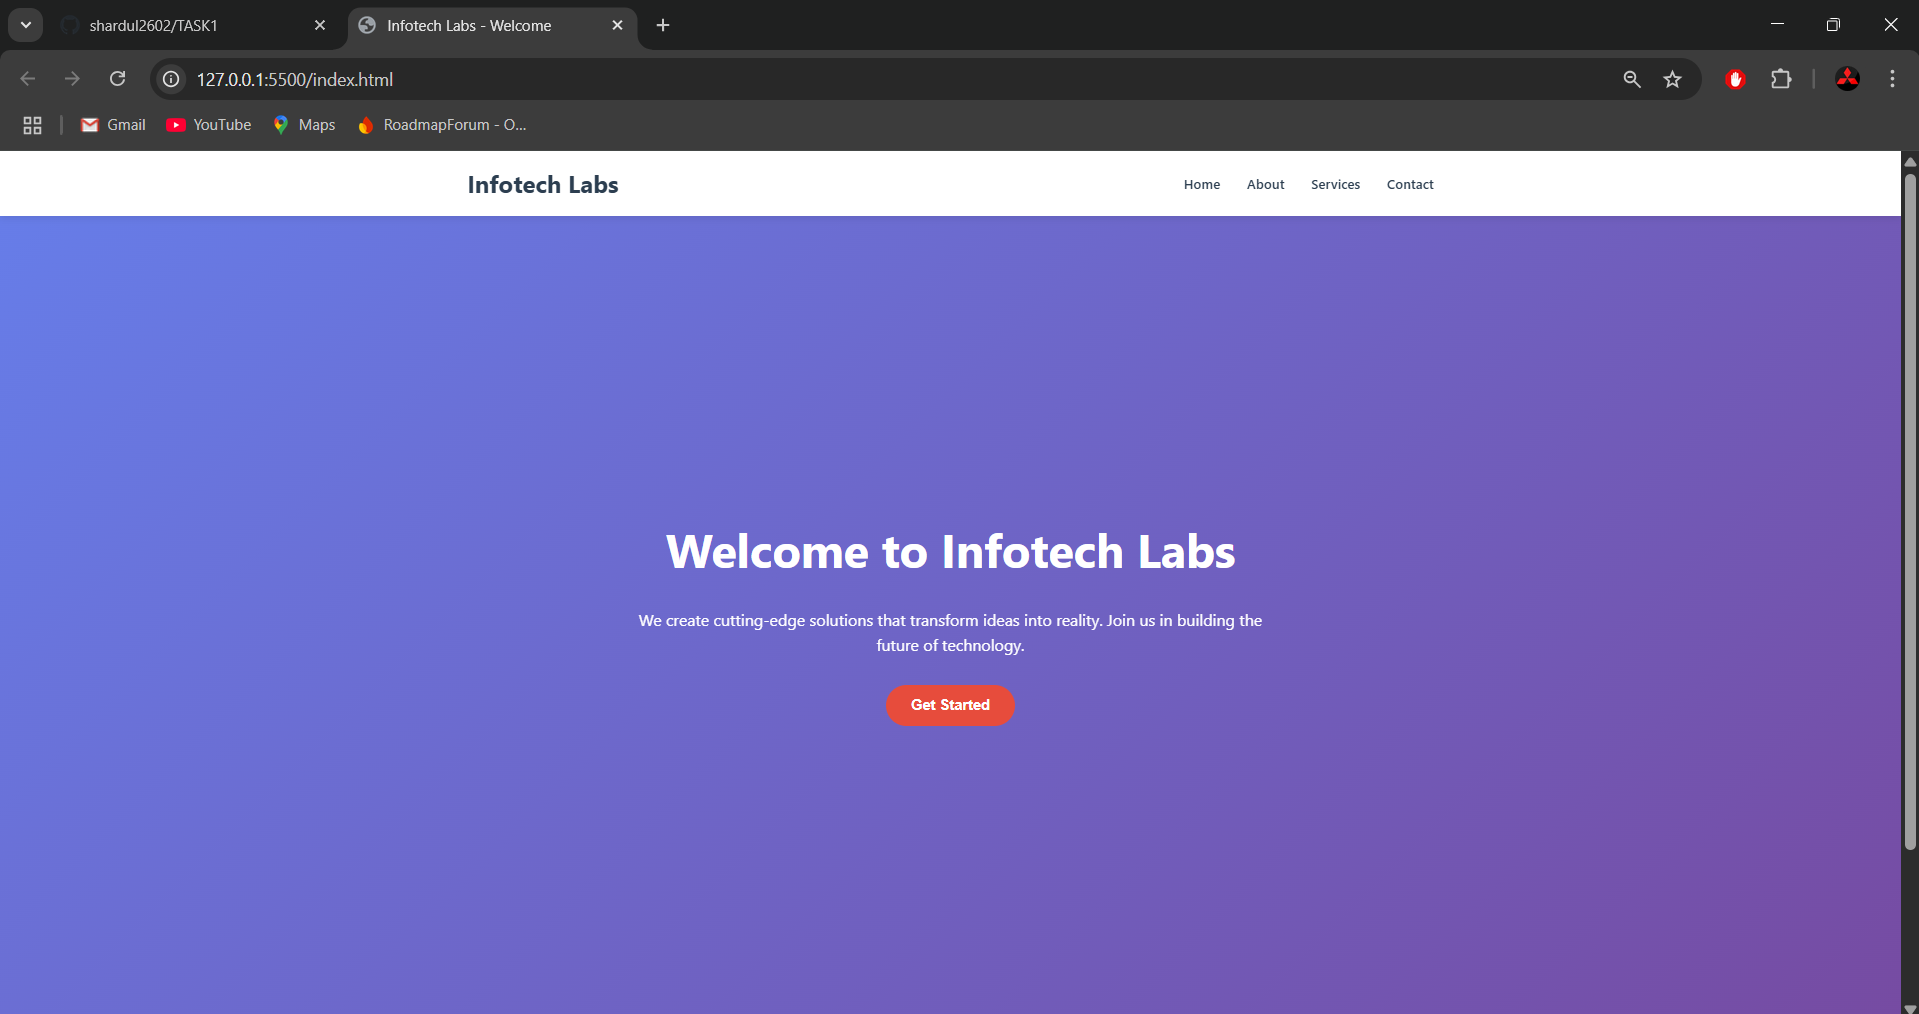 shardul2602/TASK1
Infotech Labs - Welcome
127.0.0.1:5500/index.html
Gmail
YouTube
Maps
RoadmapForum - O...
Infotech Labs
Home
About
Services
Contact
Welcome to Infotech Labs
We create cutting-edge solutions that transform ideas into reality. Join us in building the
future of technology.
Get Started